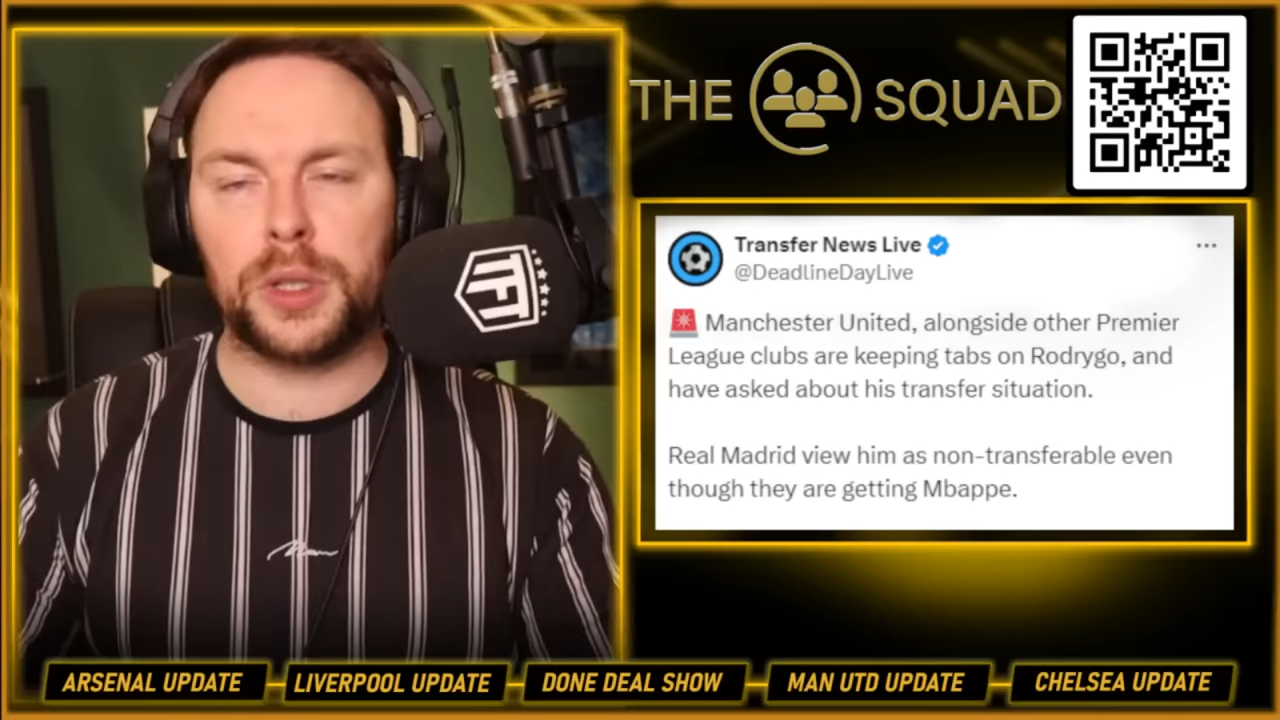 THE SQUAD
TFT
Transfer News Live
@DeadlineDayLive
🚨 Manchester United, alongside other Premier
League clubs are keeping tabs on Rodrygo, and
have asked about his transfer situation.
Real Madrid view him as non-transferable even
though they are getting Mbappe.
Man
ARSENAL UPDATE
LIVERPOOL UPDATE
DONE DEAL SHOW
MAN UTD UPDATE
CHELSEA UPDATE